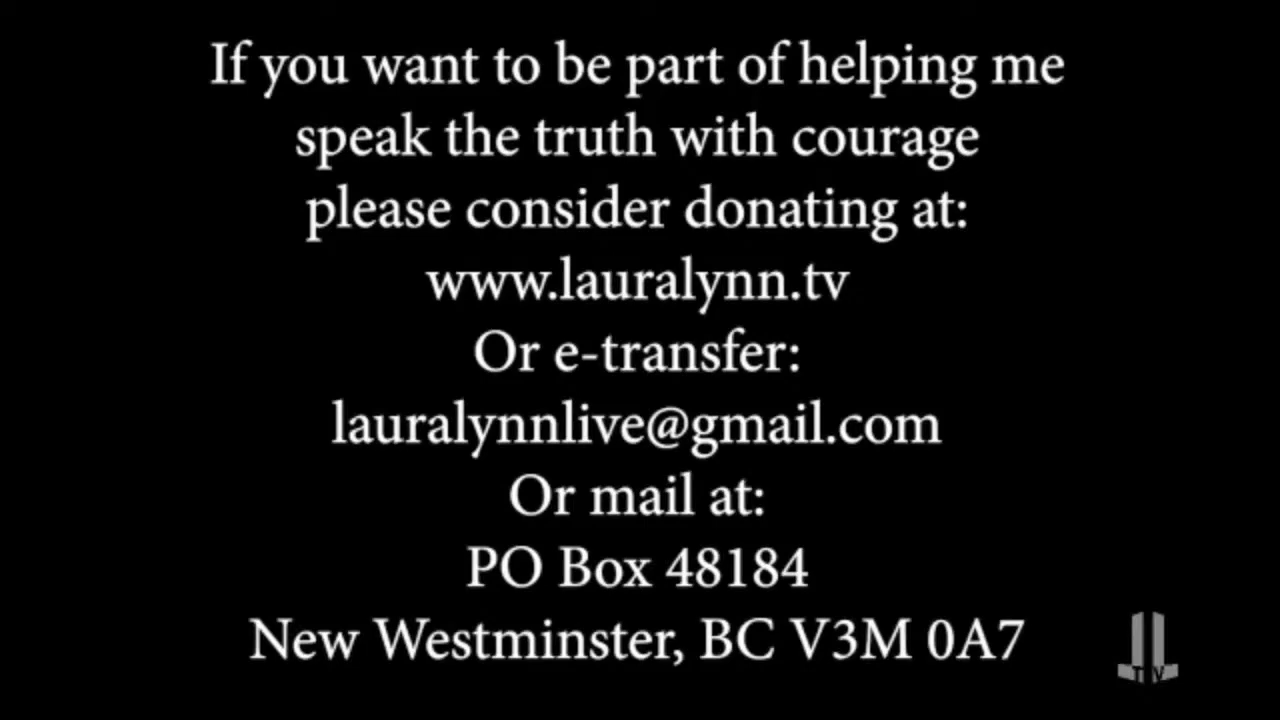 If you want to be part of helping me
speak the truth with courage
please consider donating at:
www.lauralynn.tv
Or e-transfer:
lauralynnlive@gmail.com
Or mail at:
PO Box 48184
New Westminster, BC V3M 0A7